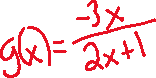 g(x) = -3x / 2x+1